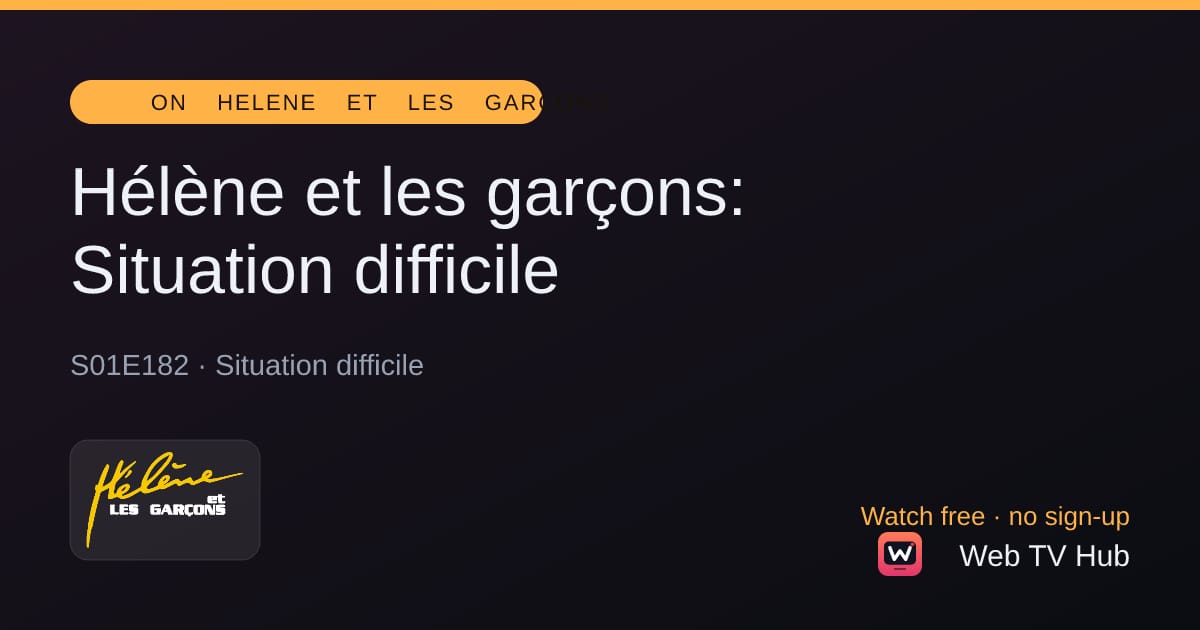 ON HELENE ET LES GARÇONS
Hélène et les garçons:
Situation difficile
S01E182 · Situation difficile
Hélène
et
LES GARÇONS
Watch free · no sign-up
W
Web TV Hub